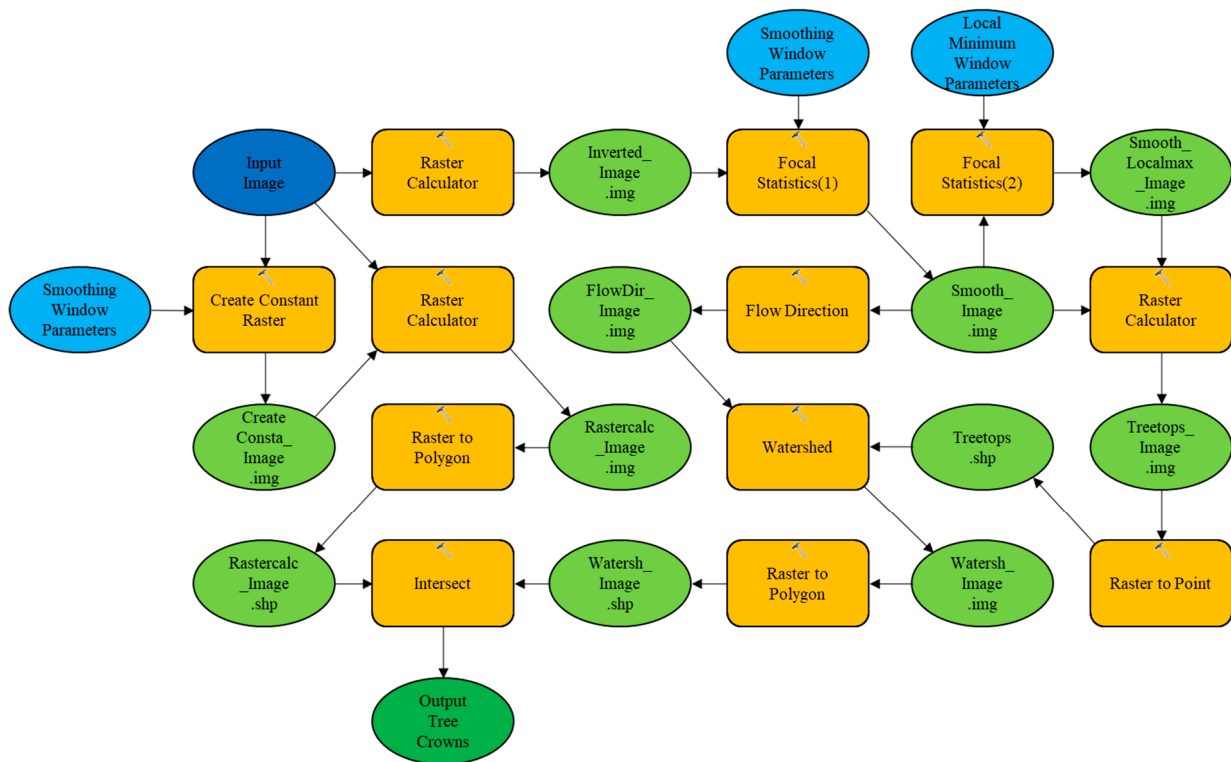 Smoothing
Window
Parameters
Local
Minimum
Window
Parameters
Input
Image
Raster
Calculator
Inverted_
Image
.img
Focal
Statistics(1)
Focal
Statistics(2)
Smooth_
Localmax
_Image
.img
Smoothing
Window
Parameters
Create Constant
Raster
Raster
Calculator
FlowDir_
Image
.img
Flow Direction
Smooth_
Image
.img
Raster
Calculator
Create
Consta_
Image
.img
Raster to
Polygon
Rastercalc
_Image
.img
Watershed
Treetops
.shp
Treetops_
Image
.img
Rastercalc
_Image
.shp
Intersect
Watersh_
Image
.shp
Raster to
Polygon
Watersh_
Image
.img
Raster to Point
Output
Tree
Crowns